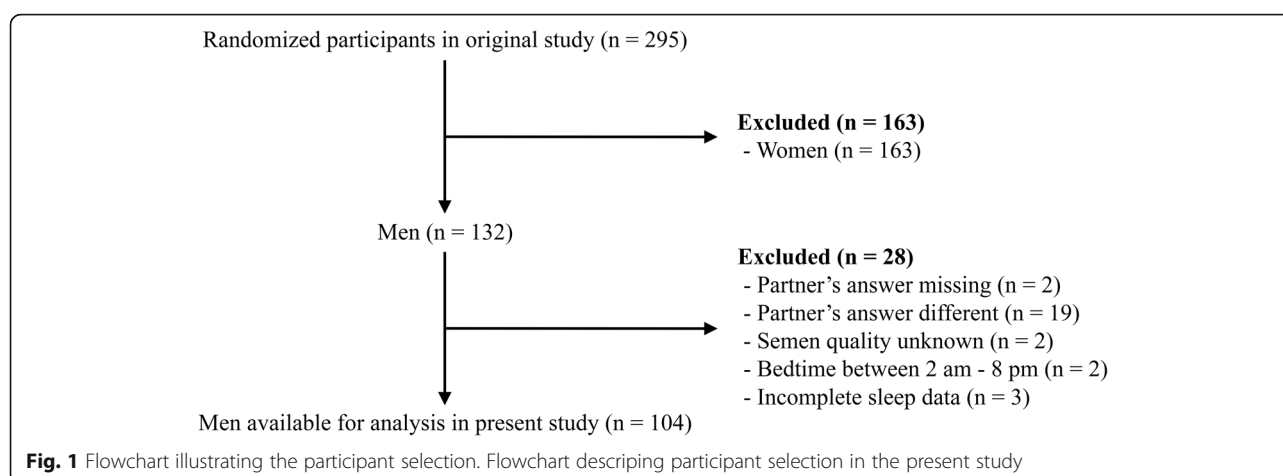 Randomized participants in original study (n = 295)
Excluded (n = 163)
- Women (n = 163)
Men (n = 132)
Excluded (n = 28)
- Partner's answer missing (n = 2)
- Partner's answer different (n = 19)
- Semen quality unknown (n = 2)
- Bedtime between 2 am - 8 pm (n = 2)
- Incomplete sleep data (n = 3)
Men available for analysis in present study (n = 104)
Fig. 1 Flowchart illustrating the participant selection. Flowchart descriping participant selection in the present study